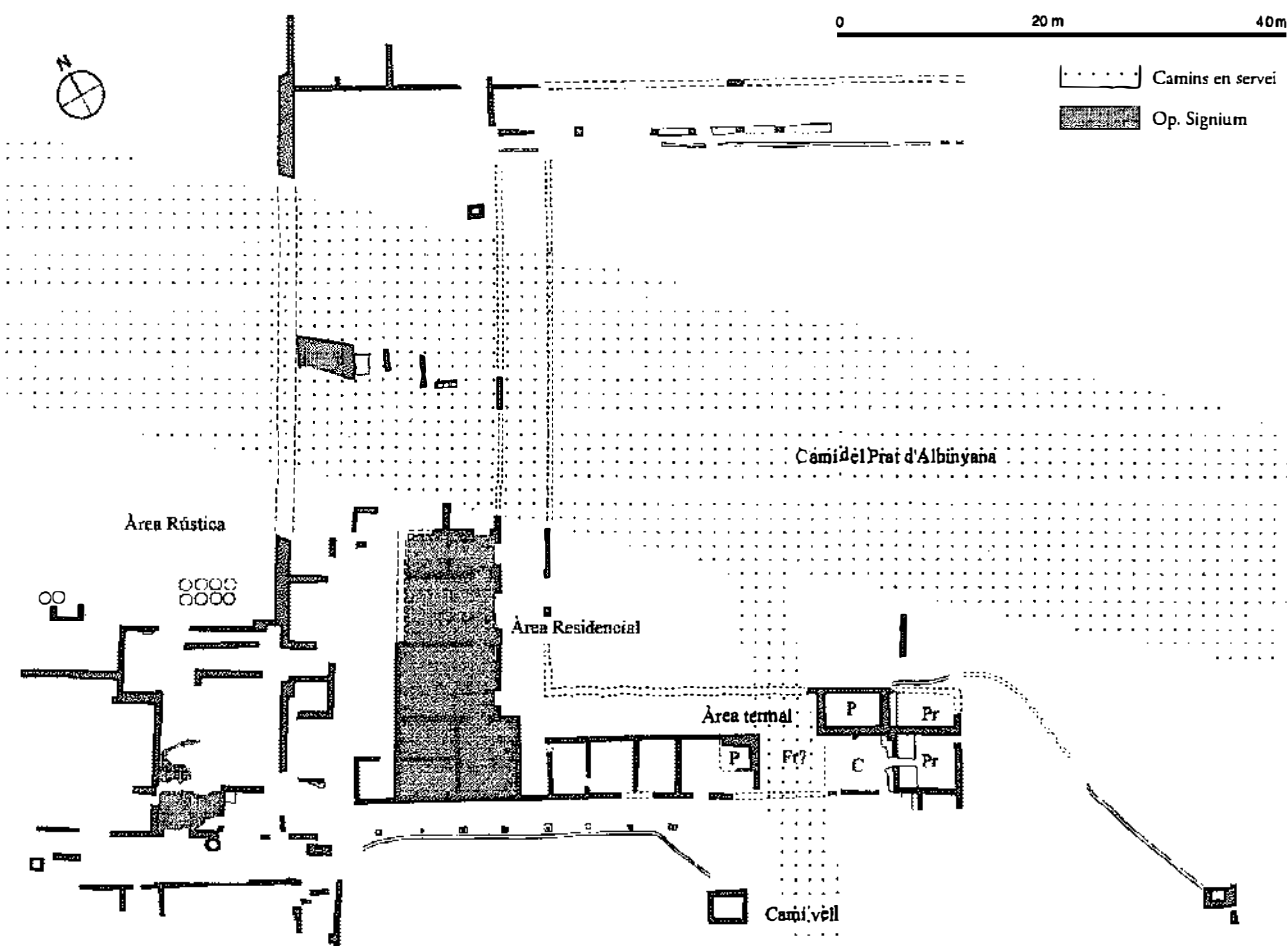 0 20 m 40 m
N
Camins en servei
Op. Signium
Camí del Prat d'Albinyana
Àrea Rústica
Àrea Residencial
Àrea termal
P
Pr
P
Fr?
C
Pr
Camí vell